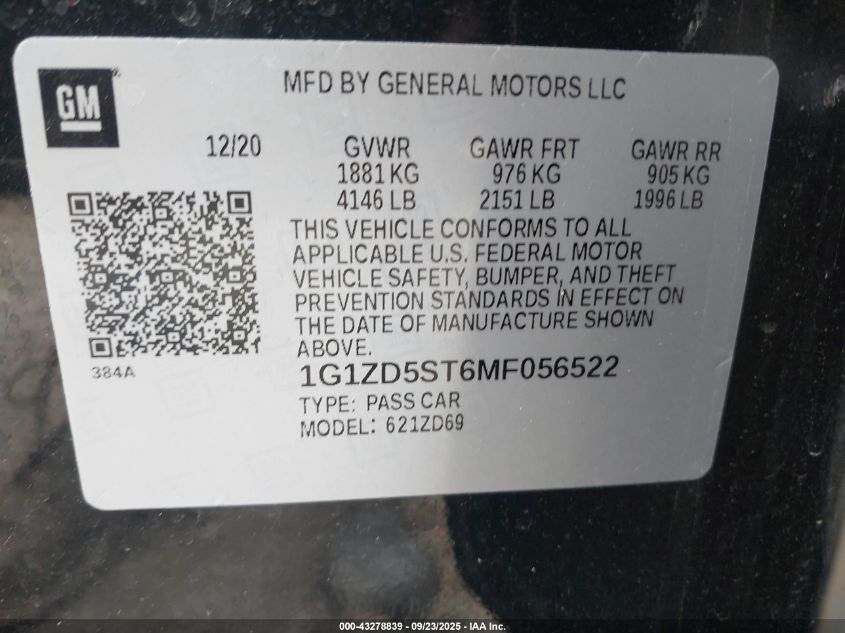 GM
MFD BY GENERAL MOTORS LLC
12/20 GVWR GAWR FRT GAWR RR
1881 KG 976 KG 905 KG
4146 LB 2151 LB 1996 LB
THIS VEHICLE CONFORMS TO ALL
APPLICABLE U.S. FEDERAL MOTOR
VEHICLE SAFETY, BUMPER, AND THEFT
PREVENTION STANDARDS IN EFFECT ON
THE DATE OF MANUFACTURE SHOWN
ABOVE.
384A
1G1ZD5ST6MF056522
TYPE: PASS CAR
MODEL: 621ZD69
000-43278839 - 09/23/2025 - IAA Inc.